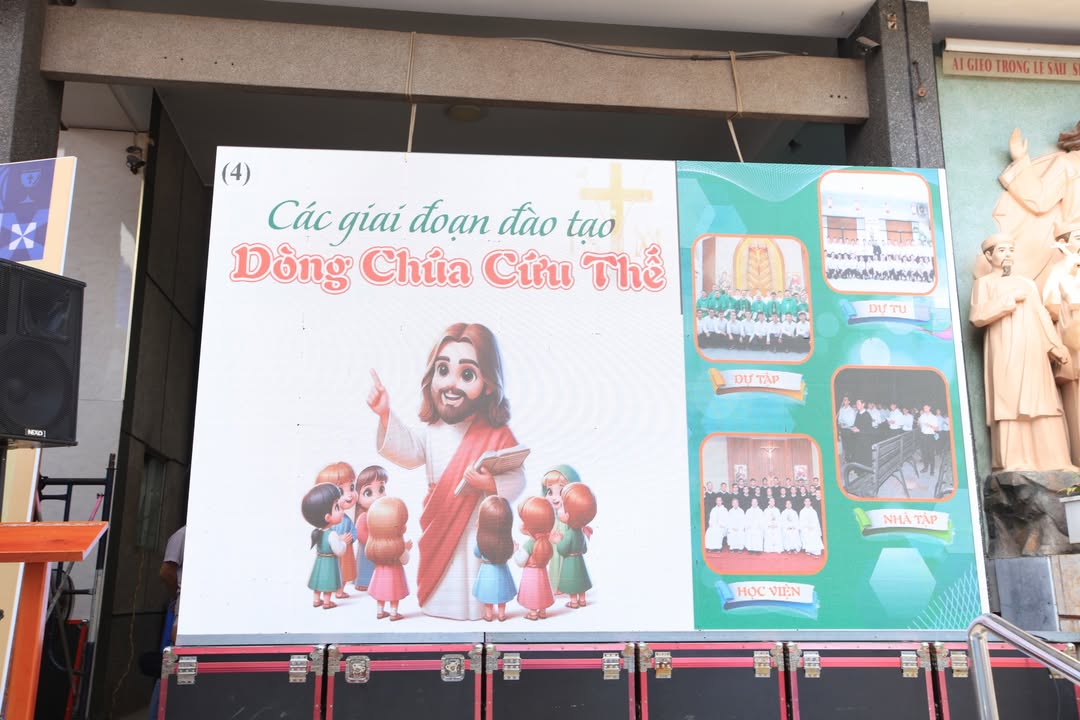 (4)
Các giai đoạn đào tạo
Dòng Chúa Cứu Thế
DỰ TU
DỰ TẬP
NHÀ TẬP
HỌC VIỆN
AI GIEO TRONG LỆ SẦU
NEXO